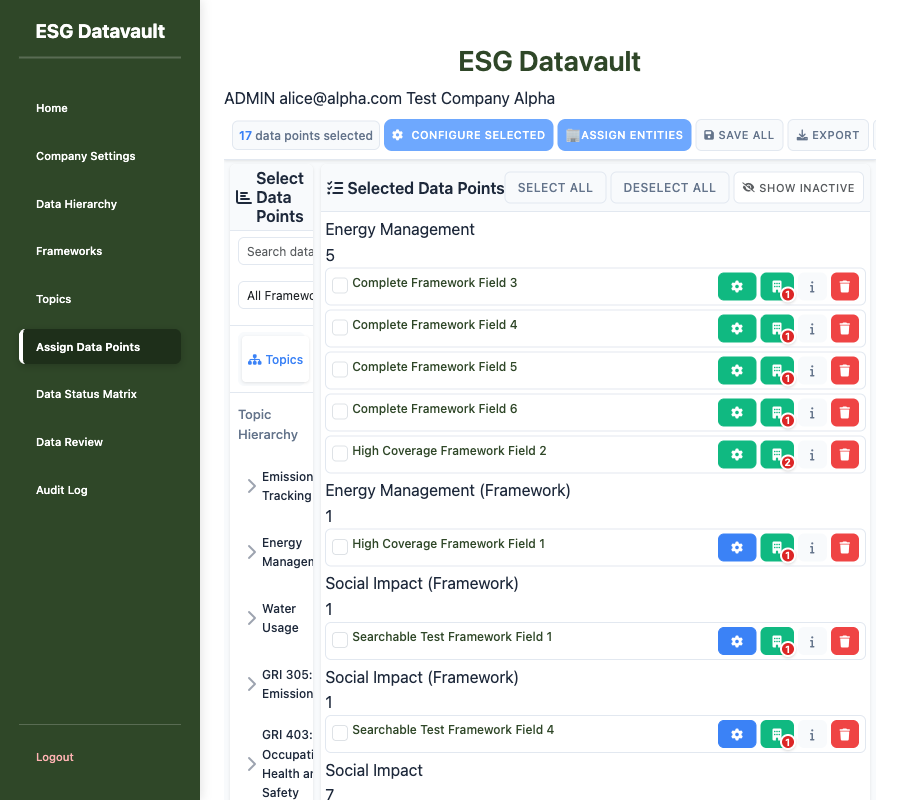 ESG Datavault
Home
Company Settings
Data Hierarchy
Frameworks
Topics
Assign Data Points
Data Status Matrix
Data Review
Audit Log
Logout
ESG Datavault
ADMIN alice@alpha.com Test Company Alpha
17 data points selected
CONFIGURE SELECTED
ASSIGN ENTITIES
SAVE ALL
EXPORT
Select
Data
Points
Search data
All Framewo
Topics
Topic
Hierarchy
Emission
Tracking
Energy
Managem
Water
Usage
GRI 305:
Emission
GRI 403:
Occupati
Health an
Safety
Selected Data Points
SELECT ALL
DESELECT ALL
SHOW INACTIVE
Energy Management
5
Complete Framework Field 3
1
Complete Framework Field 4
1
Complete Framework Field 5
1
Complete Framework Field 6
1
High Coverage Framework Field 2
2
Energy Management (Framework)
1
High Coverage Framework Field 1
1
Social Impact (Framework)
1
Searchable Test Framework Field 1
1
Social Impact (Framework)
1
Searchable Test Framework Field 4
1
Social Impact
7